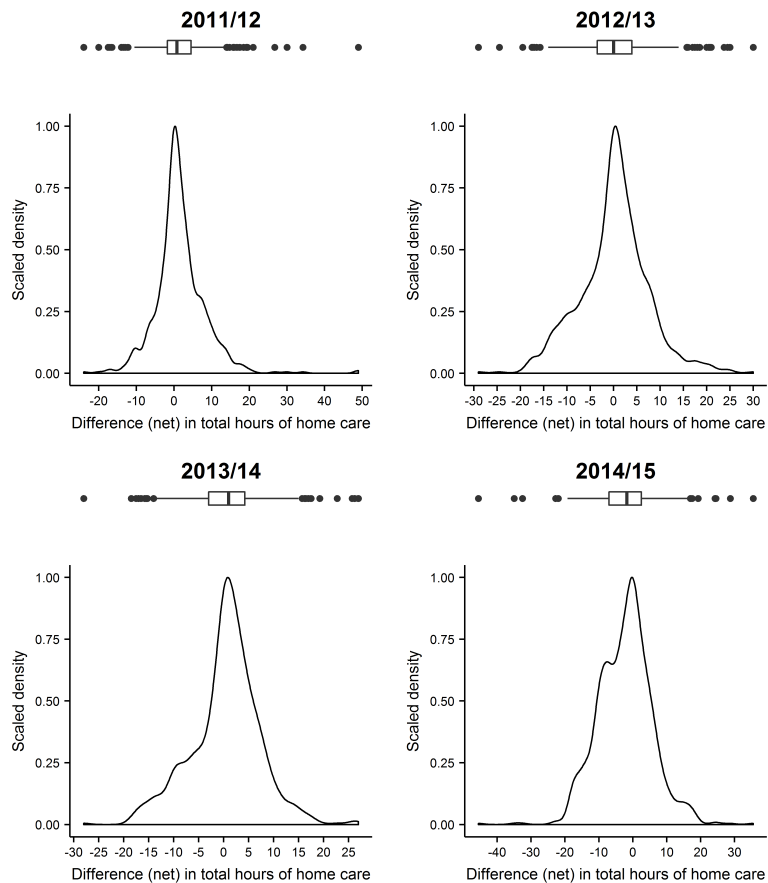 2011/12
1.00
0.75
0.50
0.25
0.00
Scaled density
-20 -10 0 10 20 30 40 50
Difference (net) in total hours of home care
2012/13
1.00
0.75
0.50
0.25
0.00
Scaled density
-30 -25 -20 -15 -10 -5 0 5 10 15 20 25 30
Difference (net) in total hours of home care
2013/14
1.00
0.75
0.50
0.25
0.00
Scaled density
-30 -25 -20 -15 -10 -5 0 5 10 15 20 25
Difference (net) in total hours of home care
2014/15
1.00
0.75
0.50
0.25
0.00
Scaled density
-40 -30 -20 -10 0 10 20 30
Difference (net) in total hours of home care